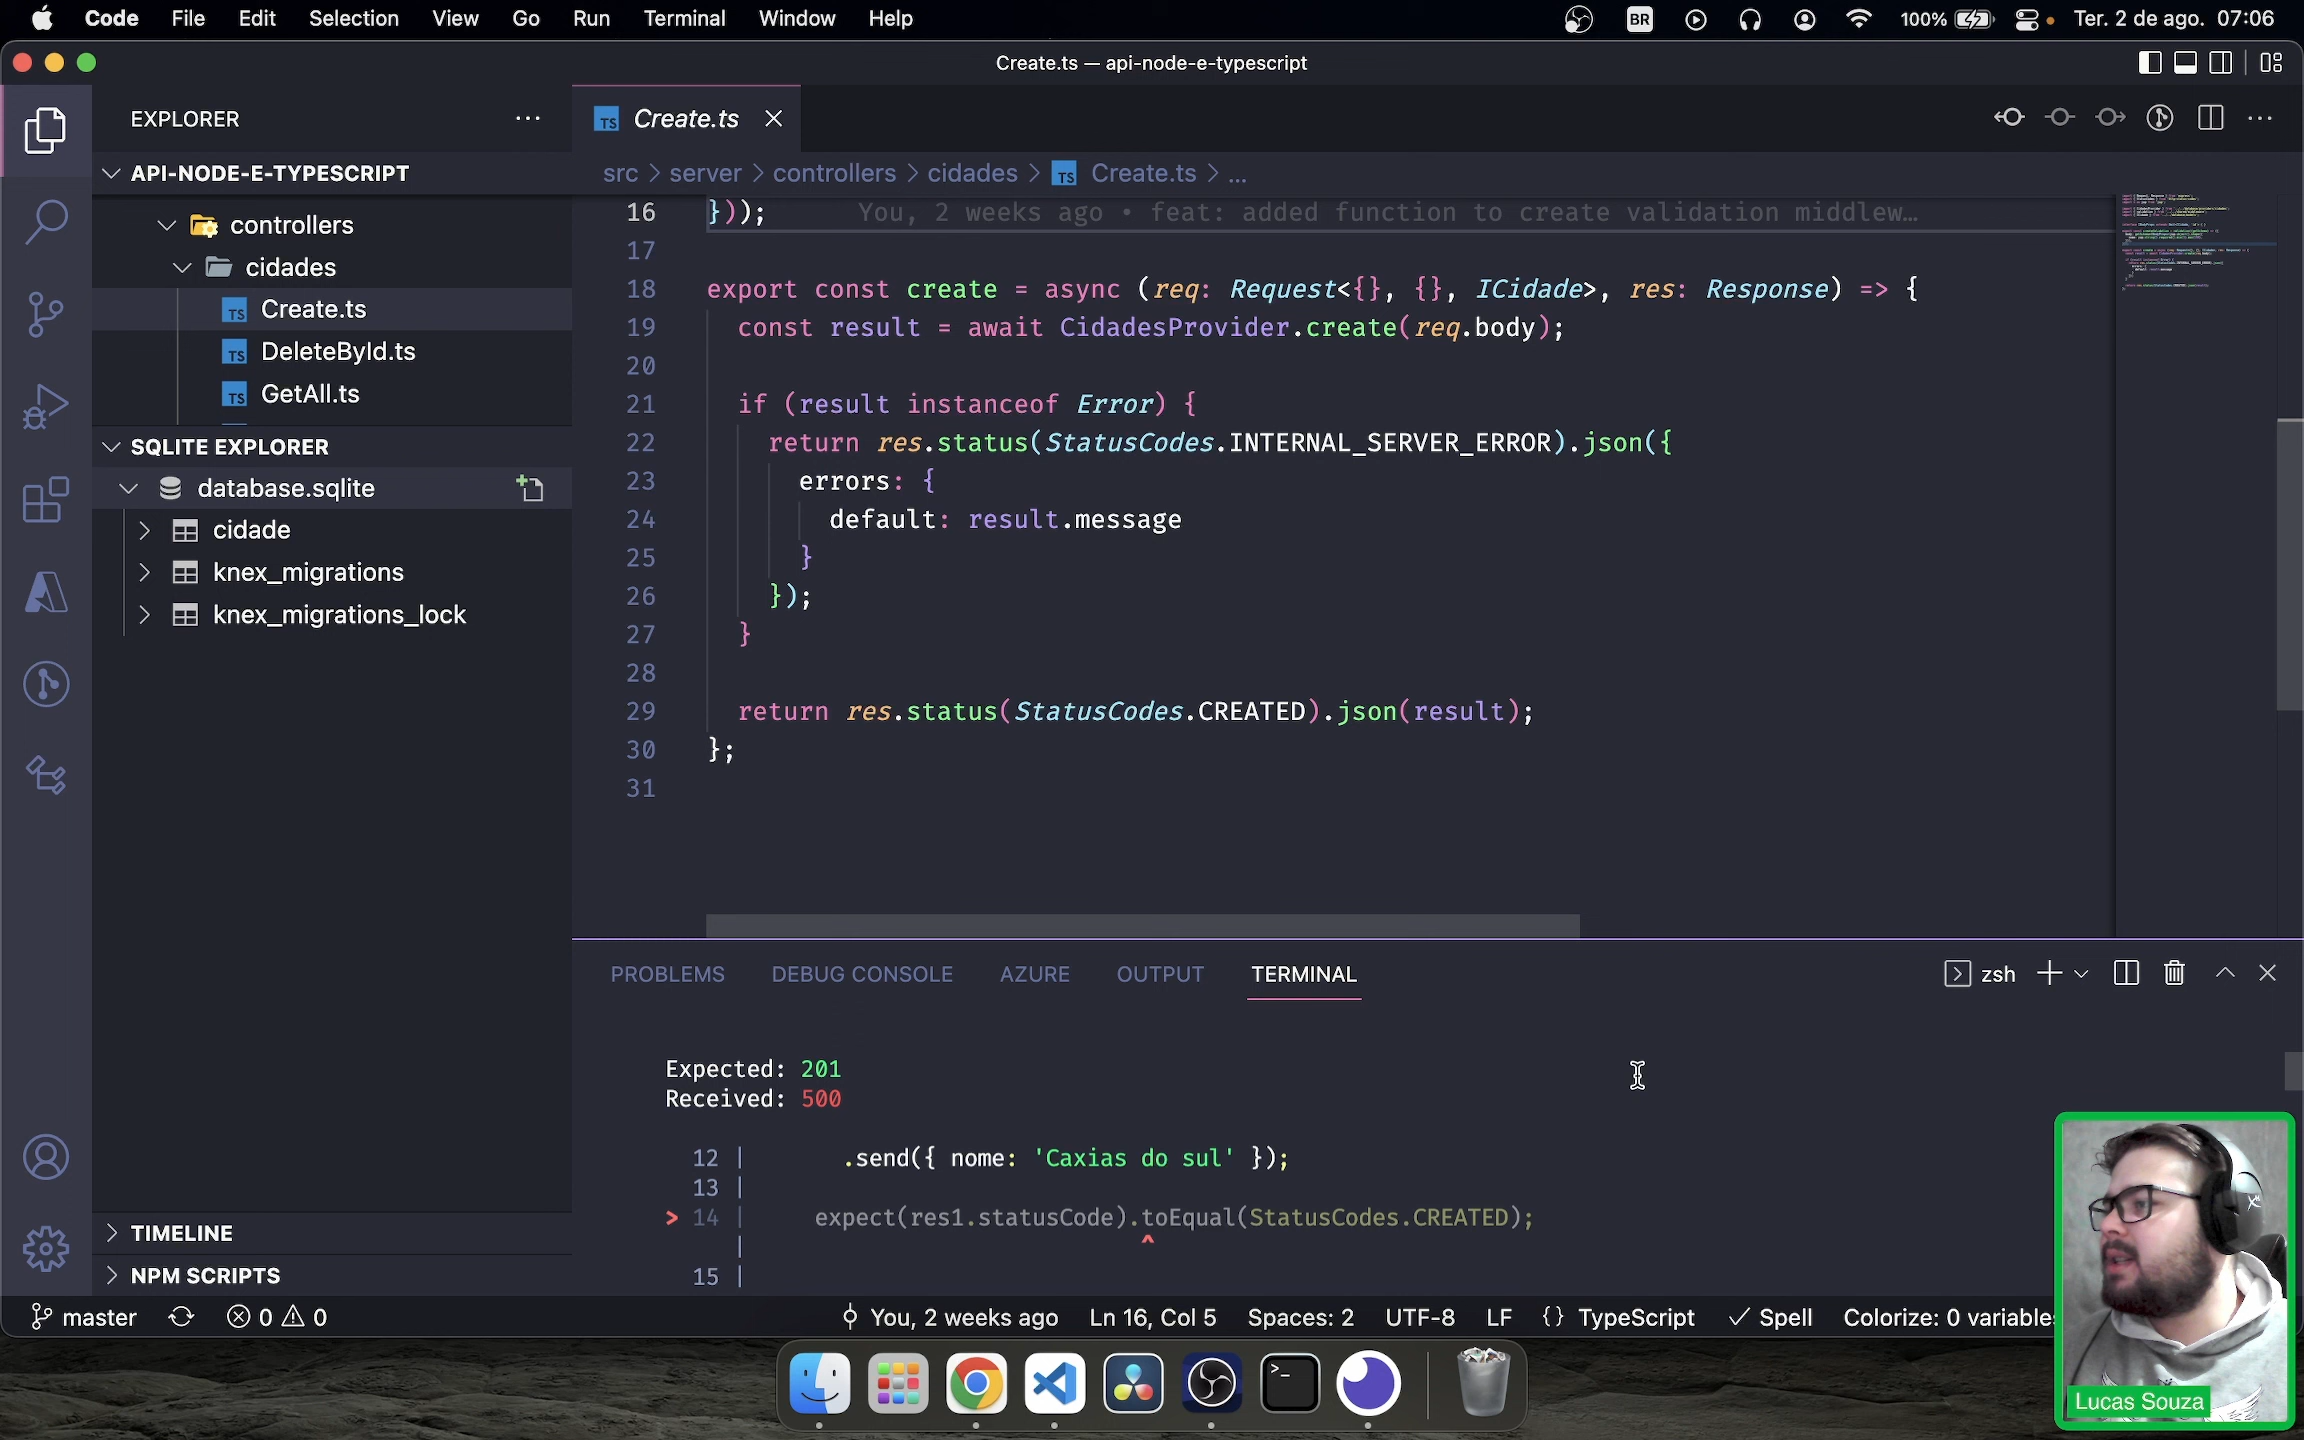 Code File Edit Selection View Go Run Terminal Window Help BR 100% Ter. 2 de ago. 07:06
Create.ts — api-node-e-typescript
EXPLORER
Create.ts
API-NODE-E-TYPESCRIPT
src > server > controllers > cidades > TS Create.ts > ...
controllers
cidades
TS Create.ts
TS DeleteById.ts
TS GetAll.ts
SQLITE EXPLORER
database.sqlite
cidade
knex_migrations
knex_migrations_lock
TIMELINE
NPM SCRIPTS
16 })); You, 2 weeks ago • feat: added function to create validation middlew…
17
18 export const create = async (req: Request<{}, {}, ICidade>, res: Response) => {
19 const result = await CidadesProvider.create(req.body);
20
21 if (result instanceof Error) {
22 return res.status(StatusCodes.INTERNAL_SERVER_ERROR).json({
23 errors: {
24 default: result.message
25 }
26 });
27 }
28
29 return res.status(StatusCodes.CREATED).json(result);
30 };
31
PROBLEMS DEBUG CONSOLE AZURE OUTPUT TERMINAL zsh
Expected: 201
Received: 500
12 | .send({ nome: 'Caxias do sul' });
13 |
> 14 | expect(res1.statusCode).toEqual(StatusCodes.CREATED);
| ^
15 |
master 0 0 You, 2 weeks ago Ln 16, Col 5 Spaces: 2 UTF-8 LF {} TypeScript Spell Colorize: 0 variables
Lucas Souza